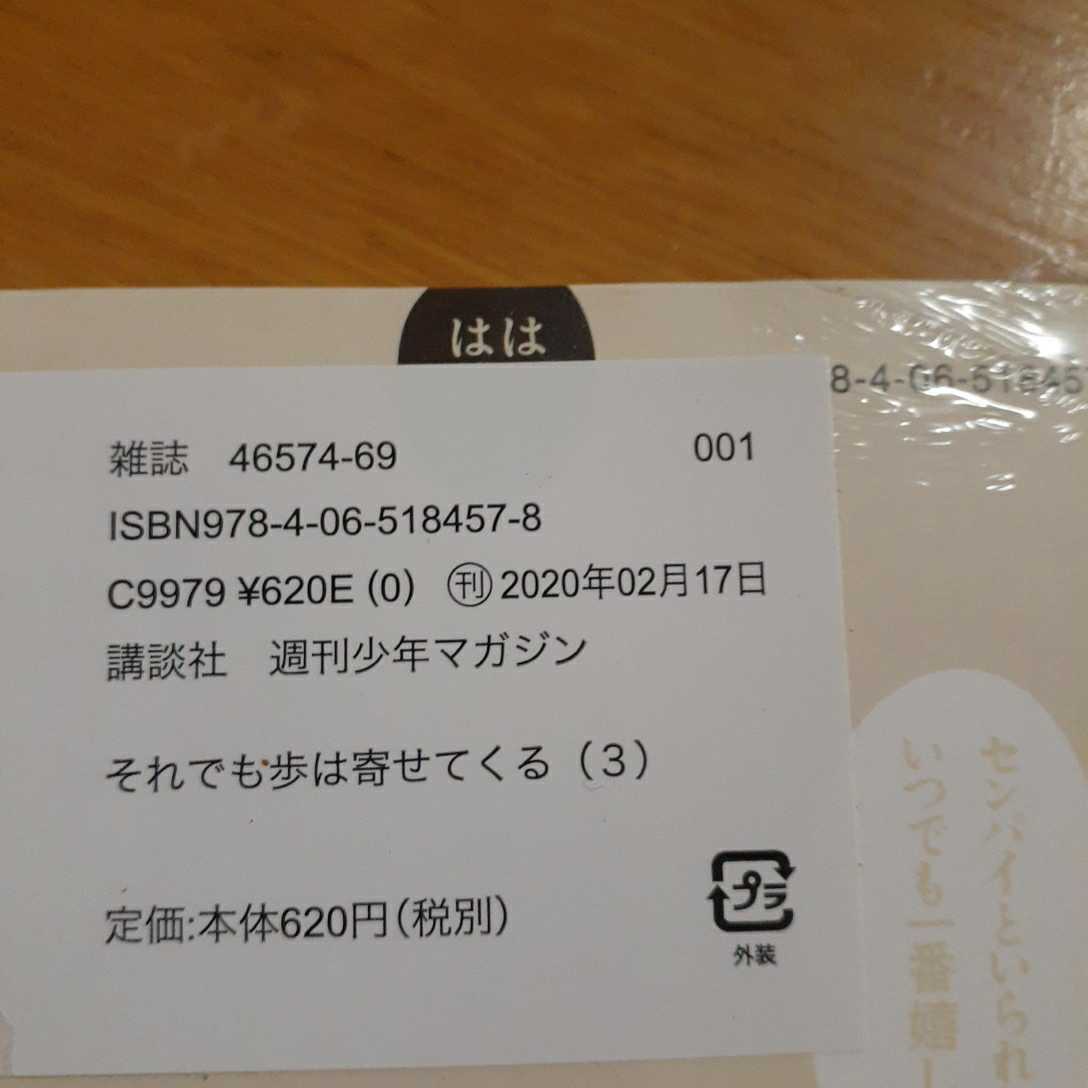 はは
8-4-06-51845
雑誌　46574-69　001
ISBN978-4-06-518457-8
C9979 ¥620E (0) ㊞2020年02月17日
講談社　週刊少年マガジン
それでも歩は寄せてくる（3）
定価:本体620円（税別）
プラ
外装
センパイといられ
いつでも一番嬉し